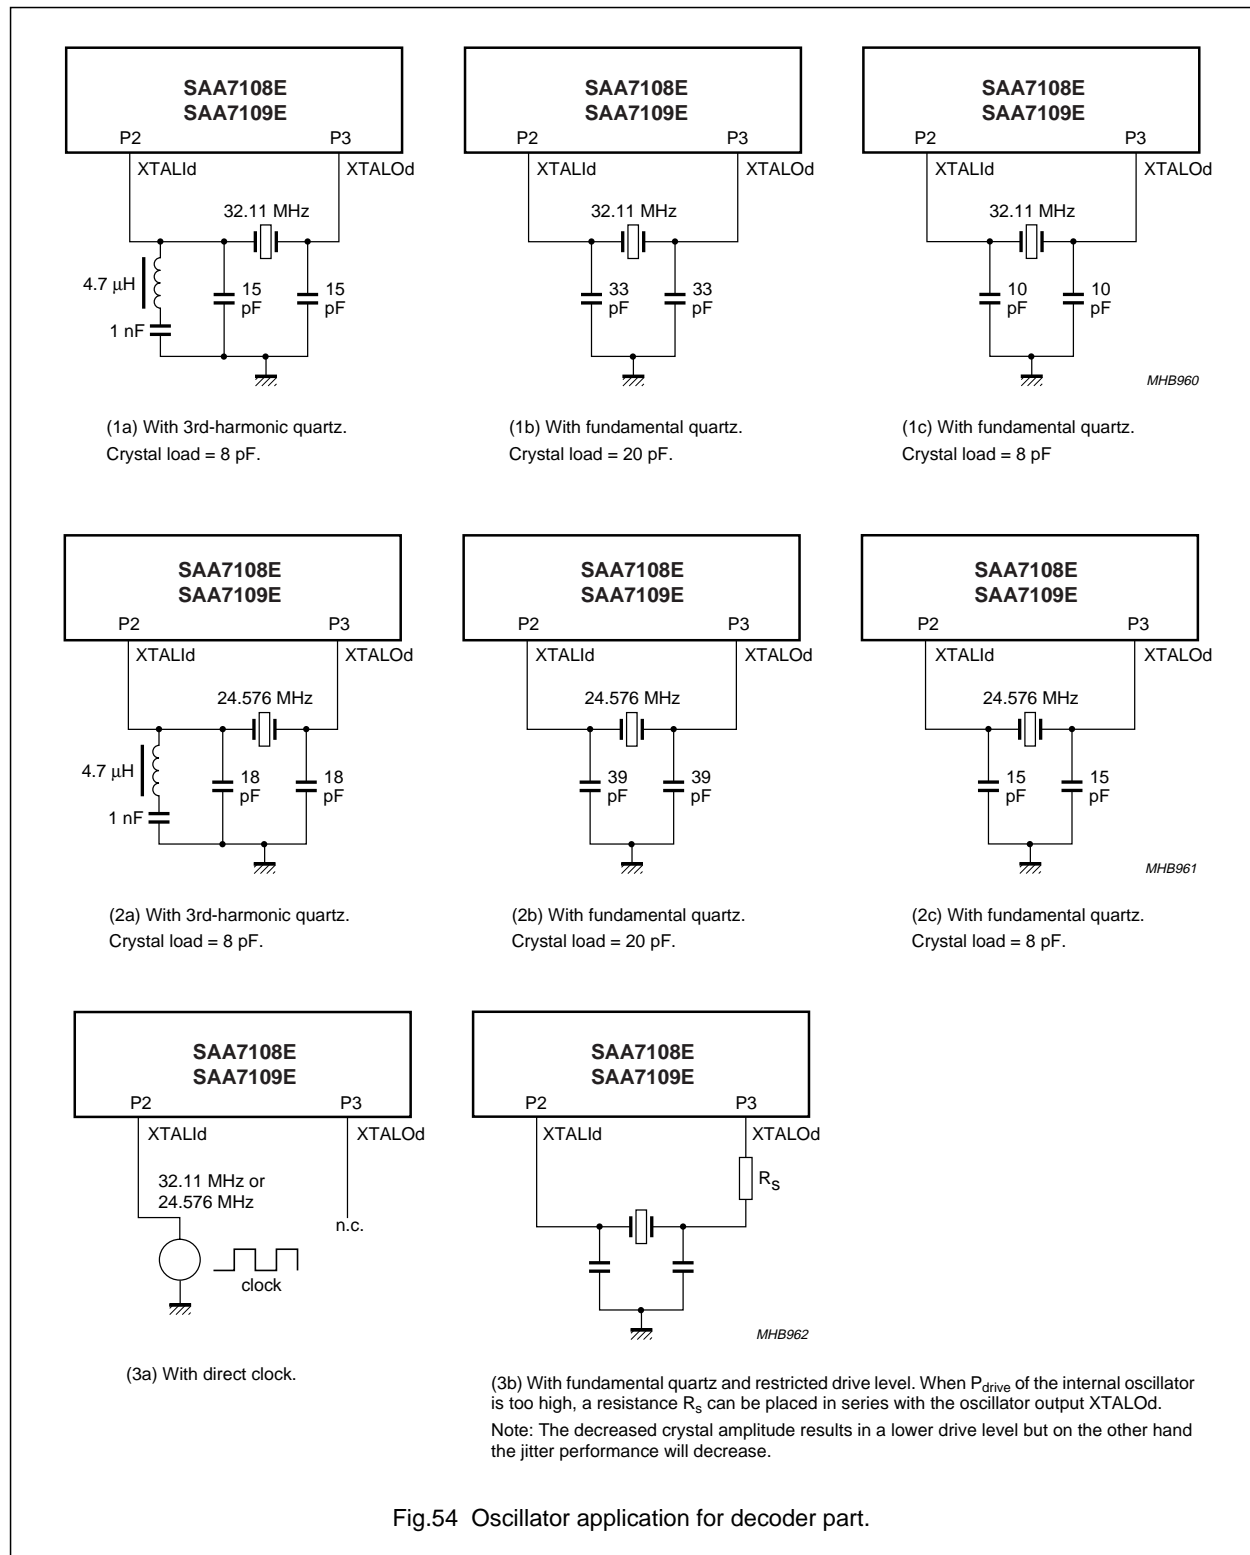 SAA7108E
SAA7109E
P2
P3
XTALId
XTALOd
32.11 MHz
4.7 μH
15
pF
15
pF
1 nF
SAA7108E
SAA7109E
P2
P3
XTALId
XTALOd
32.11 MHz
33
pF
33
pF
SAA7108E
SAA7109E
P2
P3
XTALId
XTALOd
32.11 MHz
10
pF
10
pF
MHB960
(1a) With 3rd-harmonic quartz.
Crystal load = 8 pF.
(1b) With fundamental quartz.
Crystal load = 20 pF.
(1c) With fundamental quartz.
Crystal load = 8 pF
SAA7108E
SAA7109E
P2
P3
XTALId
XTALOd
24.576 MHz
4.7 μH
18
pF
18
pF
1 nF
SAA7108E
SAA7109E
P2
P3
XTALId
XTALOd
24.576 MHz
39
pF
39
pF
SAA7108E
SAA7109E
P2
P3
XTALId
XTALOd
24.576 MHz
15
pF
15
pF
MHB961
(2a) With 3rd-harmonic quartz.
Crystal load = 8 pF.
(2b) With fundamental quartz.
Crystal load = 20 pF.
(2c) With fundamental quartz.
Crystal load = 8 pF.
SAA7108E
SAA7109E
P2
P3
XTALId
XTALOd
32.11 MHz or
24.576 MHz
n.c.
clock
SAA7108E
SAA7109E
P2
P3
XTALId
XTALOd
Rs
MHB962
(3a) With direct clock.
(3b) With fundamental quartz and restricted drive level. When Pdrive of the internal oscillator
is too high, a resistance Rs can be placed in series with the oscillator output XTALOd.
Note: The decreased crystal amplitude results in a lower drive level but on the other hand
the jitter performance will decrease.
Fig.54 Oscillator application for decoder part.